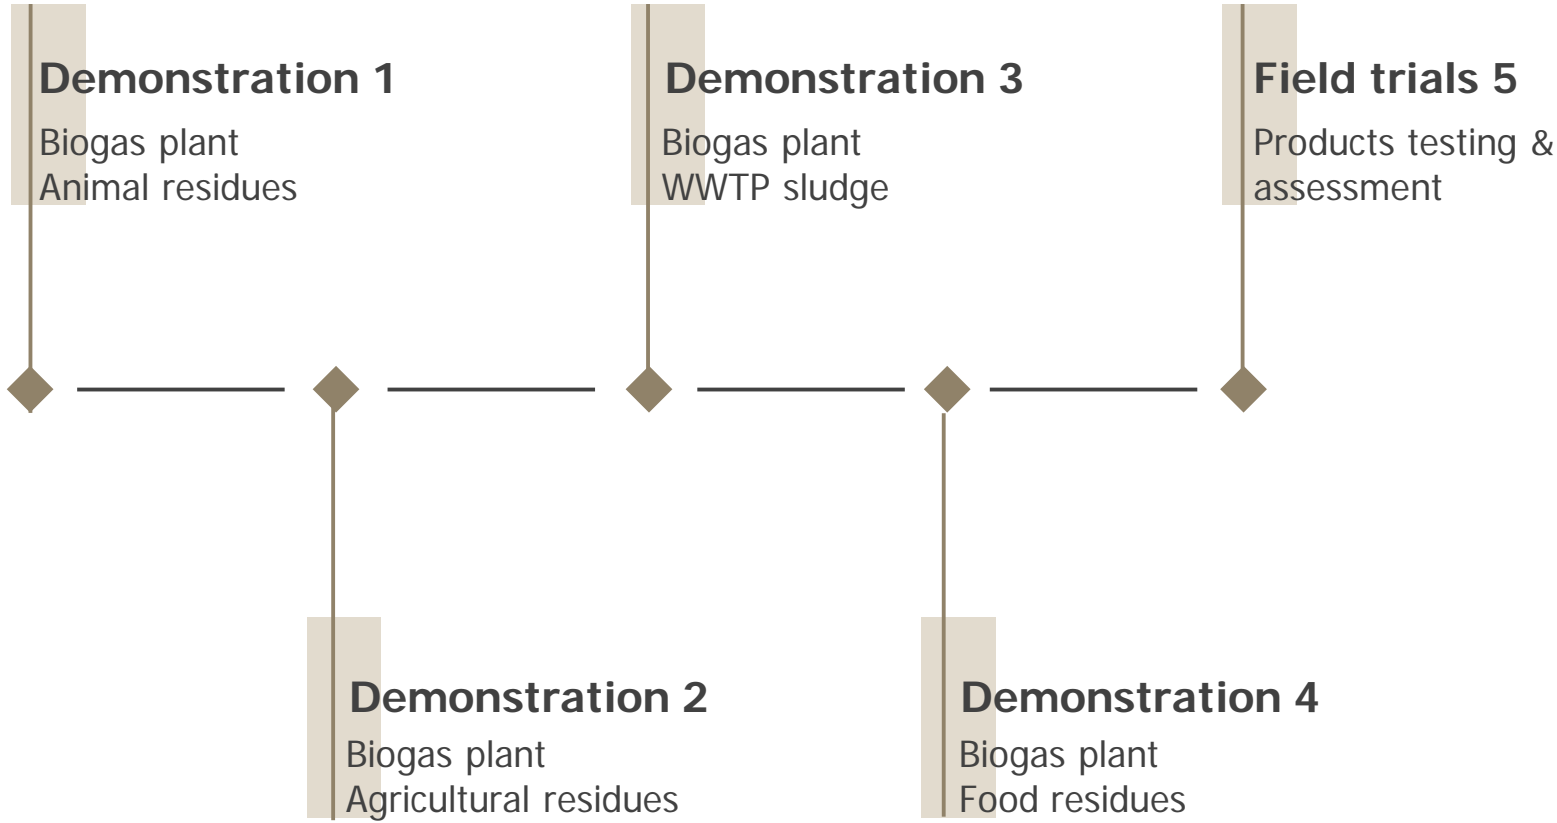 Demonstration 1
Biogas plant
Animal residues
Demonstration 3
Biogas plant
WWTP sludge
Field trials 5
Products testing &
assessment
Demonstration 2
Biogas plant
Agricultural residues
Demonstration 4
Biogas plant
Food residues